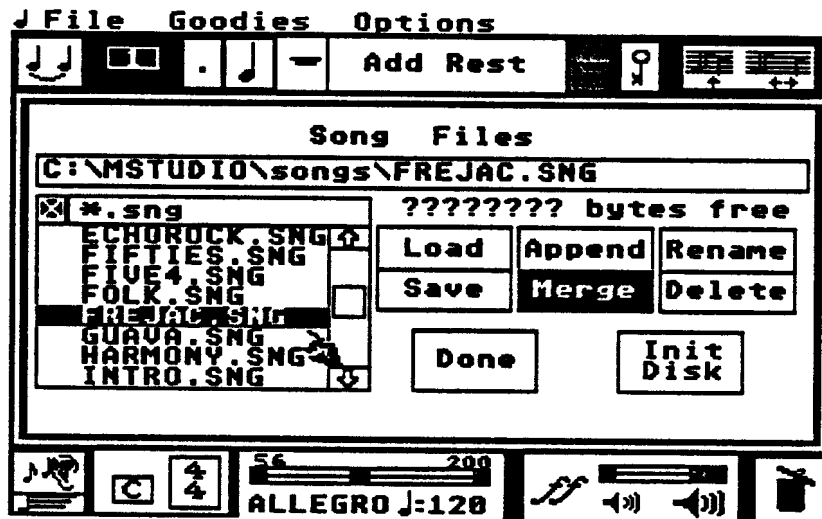 File Goodies Options
Add Rest
Song Files
C:\MSTUDIO\songs\FREJAC.SNG
*.sng
???????? bytes free
ECHOROCK.SNG
FIFTIES.SNG
FIVE4.SNG
FOLK.SNG
FREJAC.SNG
GUAVA.SNG
HARMONY.SNG
INTRO.SNG
Load Append Rename
Save Merge Delete
Done
Init
Disk
C
4
4
56 200
ALLEGRO ♩=120
ff